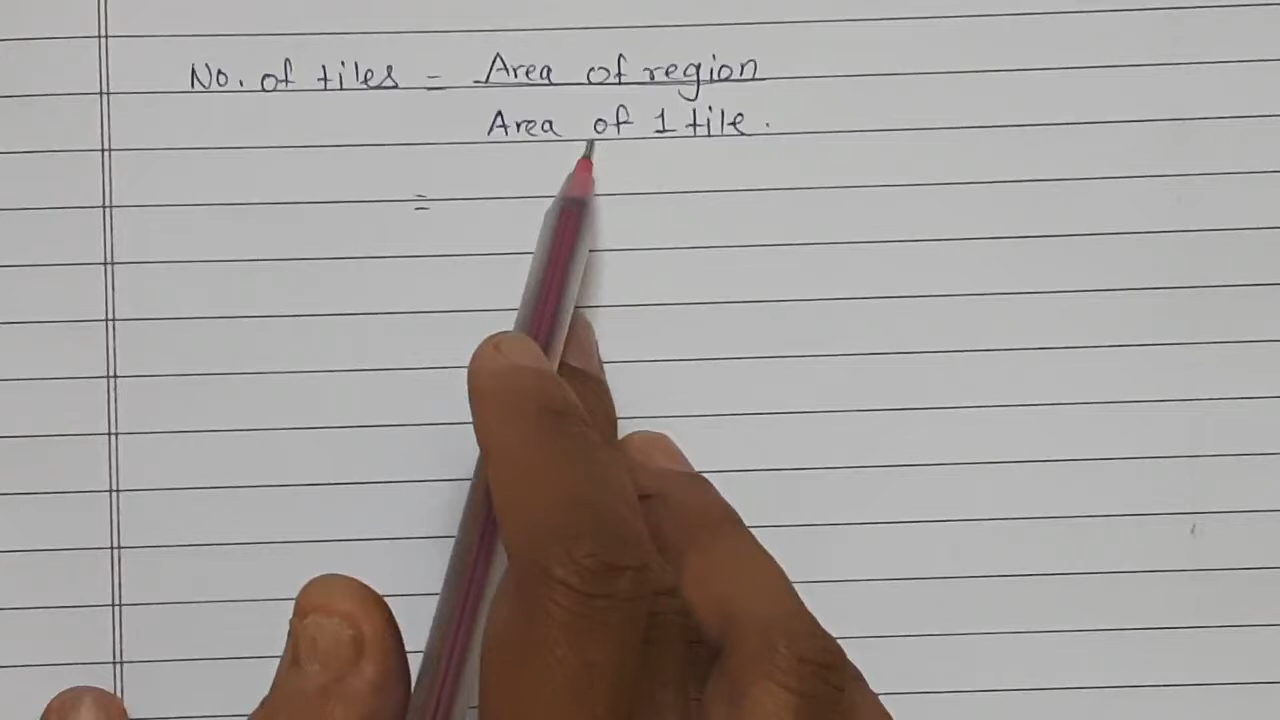 No. of tiles = Area of region
Area of 1 tile.
=